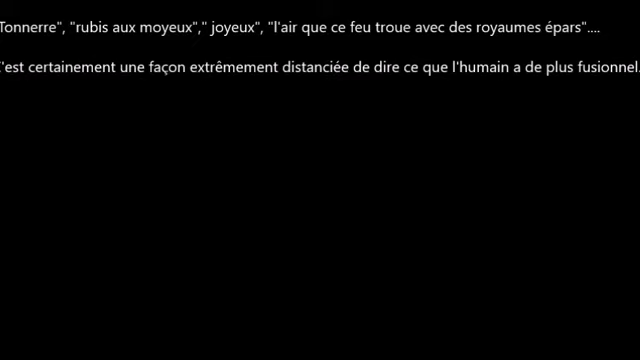 Tonnerre", "rubis aux moyeux"," joyeux", "l'air que ce feu troue avec des royaumes épars"....
'est certainement une façon extrêmement distanciée de dire ce que l'humain a de plus fusionnel.